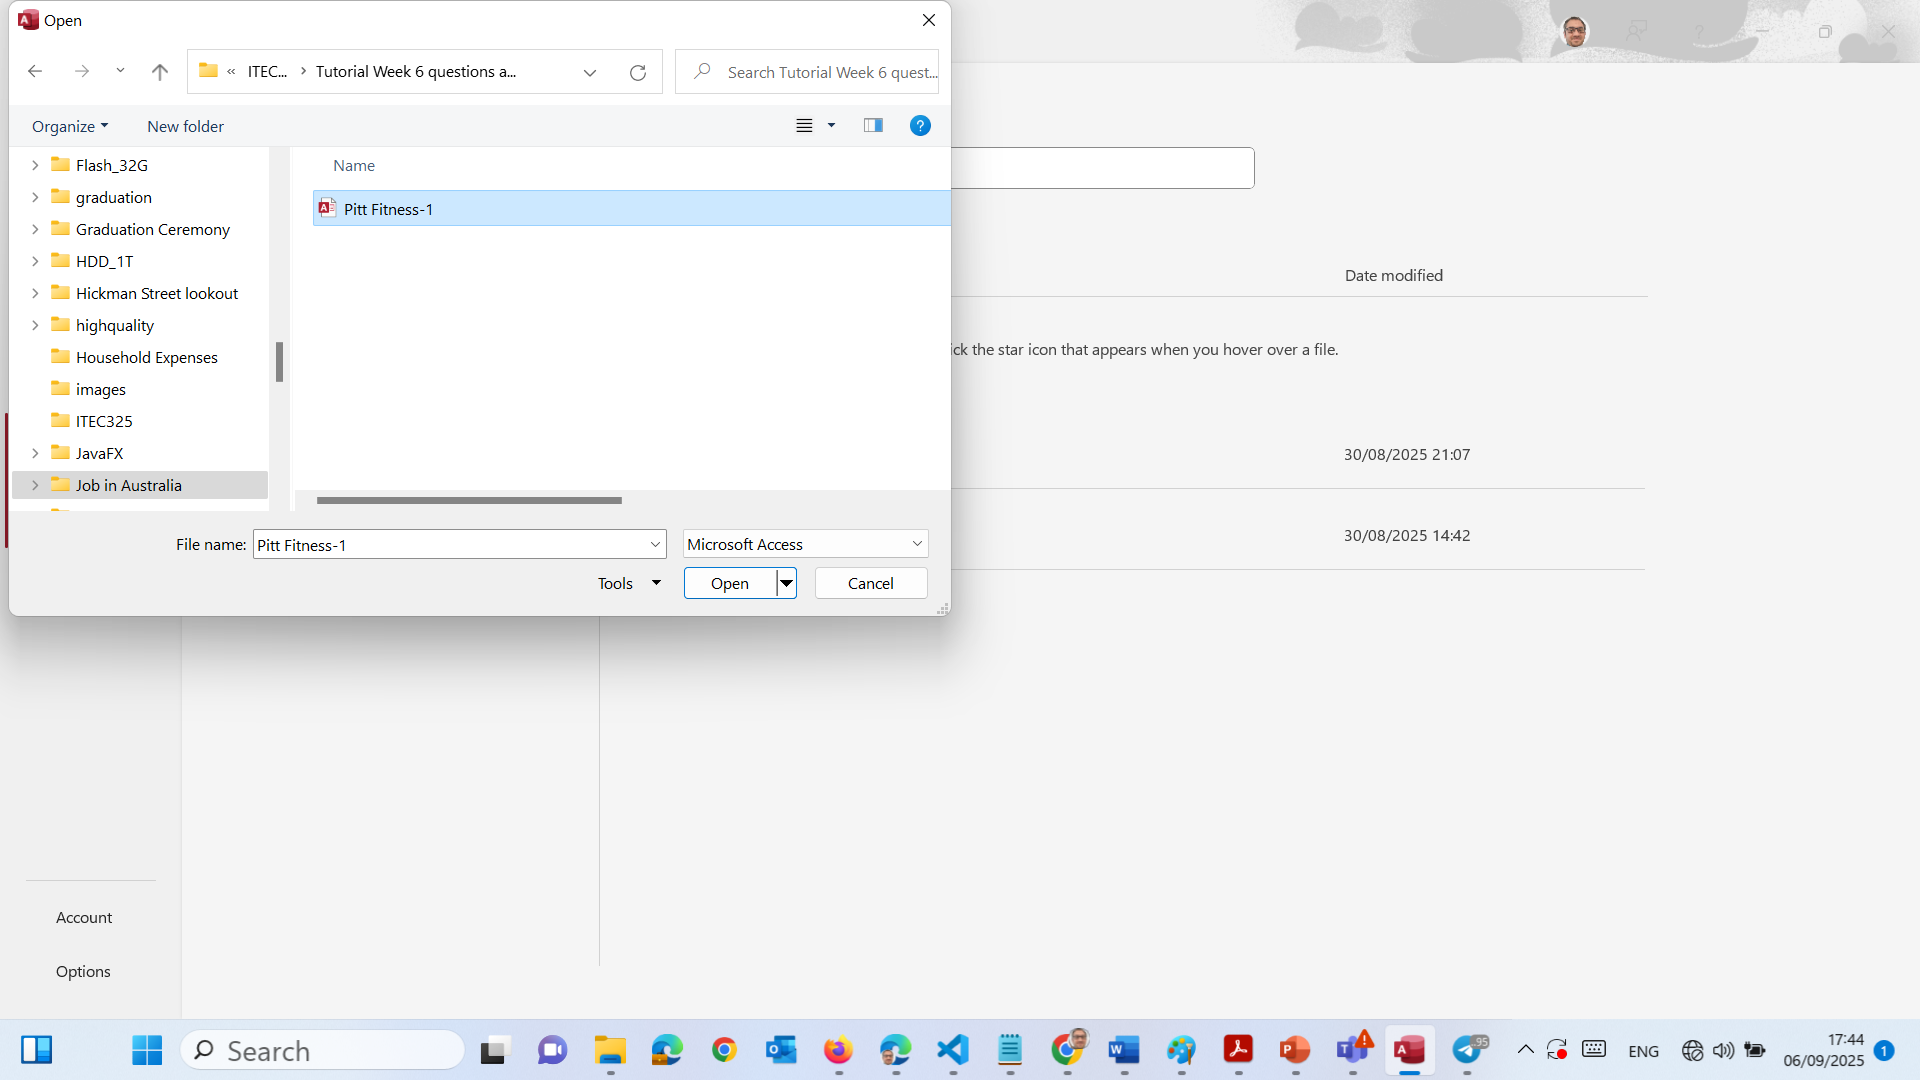 Open
ITEC...
Tutorial Week 6 questions a...
Search Tutorial Week 6 quest...
Organize
New folder
Name
Flash_32G
graduation
Graduation Ceremony
HDD_1T
Hickman Street lookout
highquality
Household Expenses
images
ITEC325
JavaFX
Job in Australia
Pitt Fitness-1
File name:
Pitt Fitness-1
Microsoft Access
Tools
Open
Cancel
Date modified
ick the star icon that appears when you hover over a file.
30/08/2025 21:07
30/08/2025 14:42
Account
Options
Search
95
ENG
17:44
06/09/2025
1